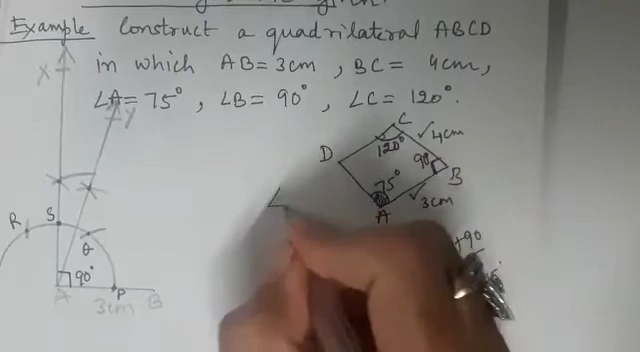 Example Construct a quadrilateral ABCD
in which AB = 3cm, BC = 4cm,
∠A = 75°, ∠B = 90°, ∠C = 120°.
X
Y
C
120°
4cm
D
90
B
75°
3cm
A
R
S
Q
90°
A
P
B
3cm
∠
+90